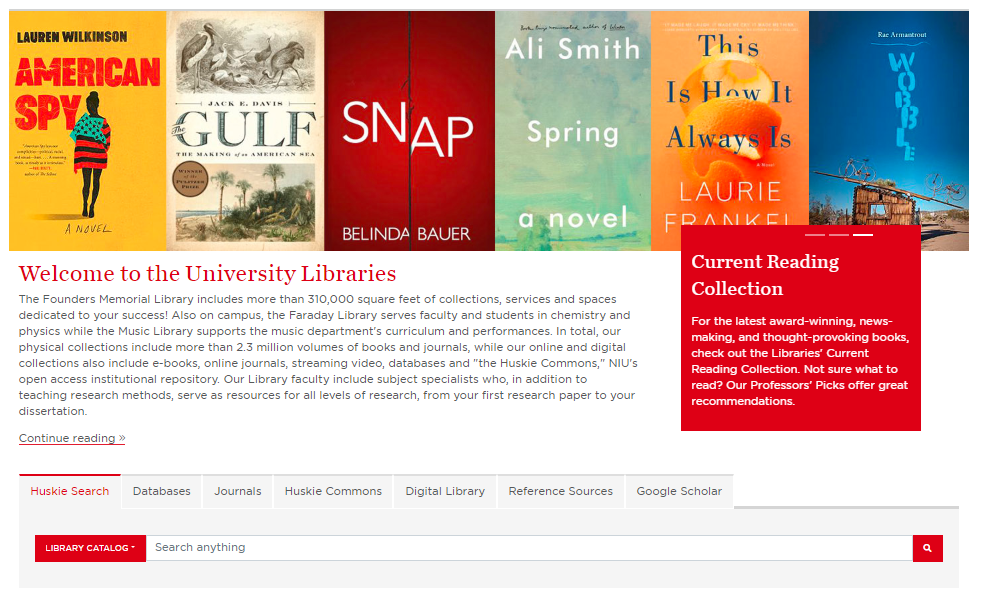 LAUREN WILKINSON
AMERICAN
SPY
A NOVEL
JACK E. DAVIS
The
GULF
THE MAKING of an AMERICAN SEA
WINNER
of the
PULITZER
PRIZE
SNAP
BELINDA BAUER
Ali Smith
Spring
a novel
This
Is How It
Always Is
A Novel
LAURIE
FRANKEL
Rae Armantrout
WOBBLE
Welcome to the University Libraries
The Founders Memorial Library includes more than 310,000 square feet of collections, services and spaces
dedicated to your success! Also on campus, the Faraday Library serves faculty and students in chemistry and
physics while the Music Library supports the music department's curriculum and performances. In total, our
physical collections include more than 2.3 million volumes of books and journals, while our online and digital
collections also include e-books, online journals, streaming video, databases and "the Huskie Commons," NIU's
open access institutional repository. Our Library faculty include subject specialists who, in addition to
teaching research methods, serve as resources for all levels of research, from your first research paper to your
dissertation.
Continue reading »
Current Reading
Collection
For the latest award-winning, news-
making, and thought-provoking books,
check out the Libraries' Current
Reading Collection. Not sure what to
read? Our Professors' Picks offer great
recommendations.
Huskie Search
Databases
Journals
Huskie Commons
Digital Library
Reference Sources
Google Scholar
LIBRARY CATALOG
Search anything